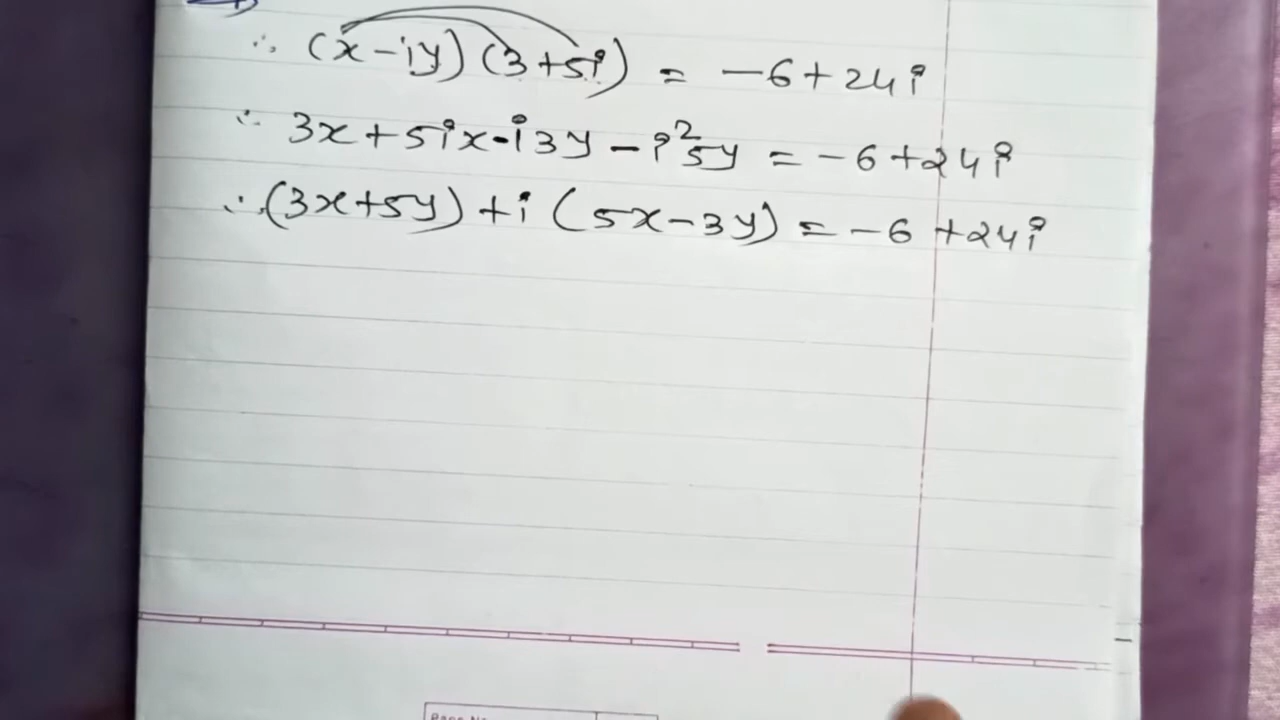 ∴ (x - iy) (3 + 5i) = -6 + 24i
∴ 3x + 5ix - i3y - i²5y = -6 + 24i
∴ (3x + 5y) + i (5x - 3y) = -6 + 24i